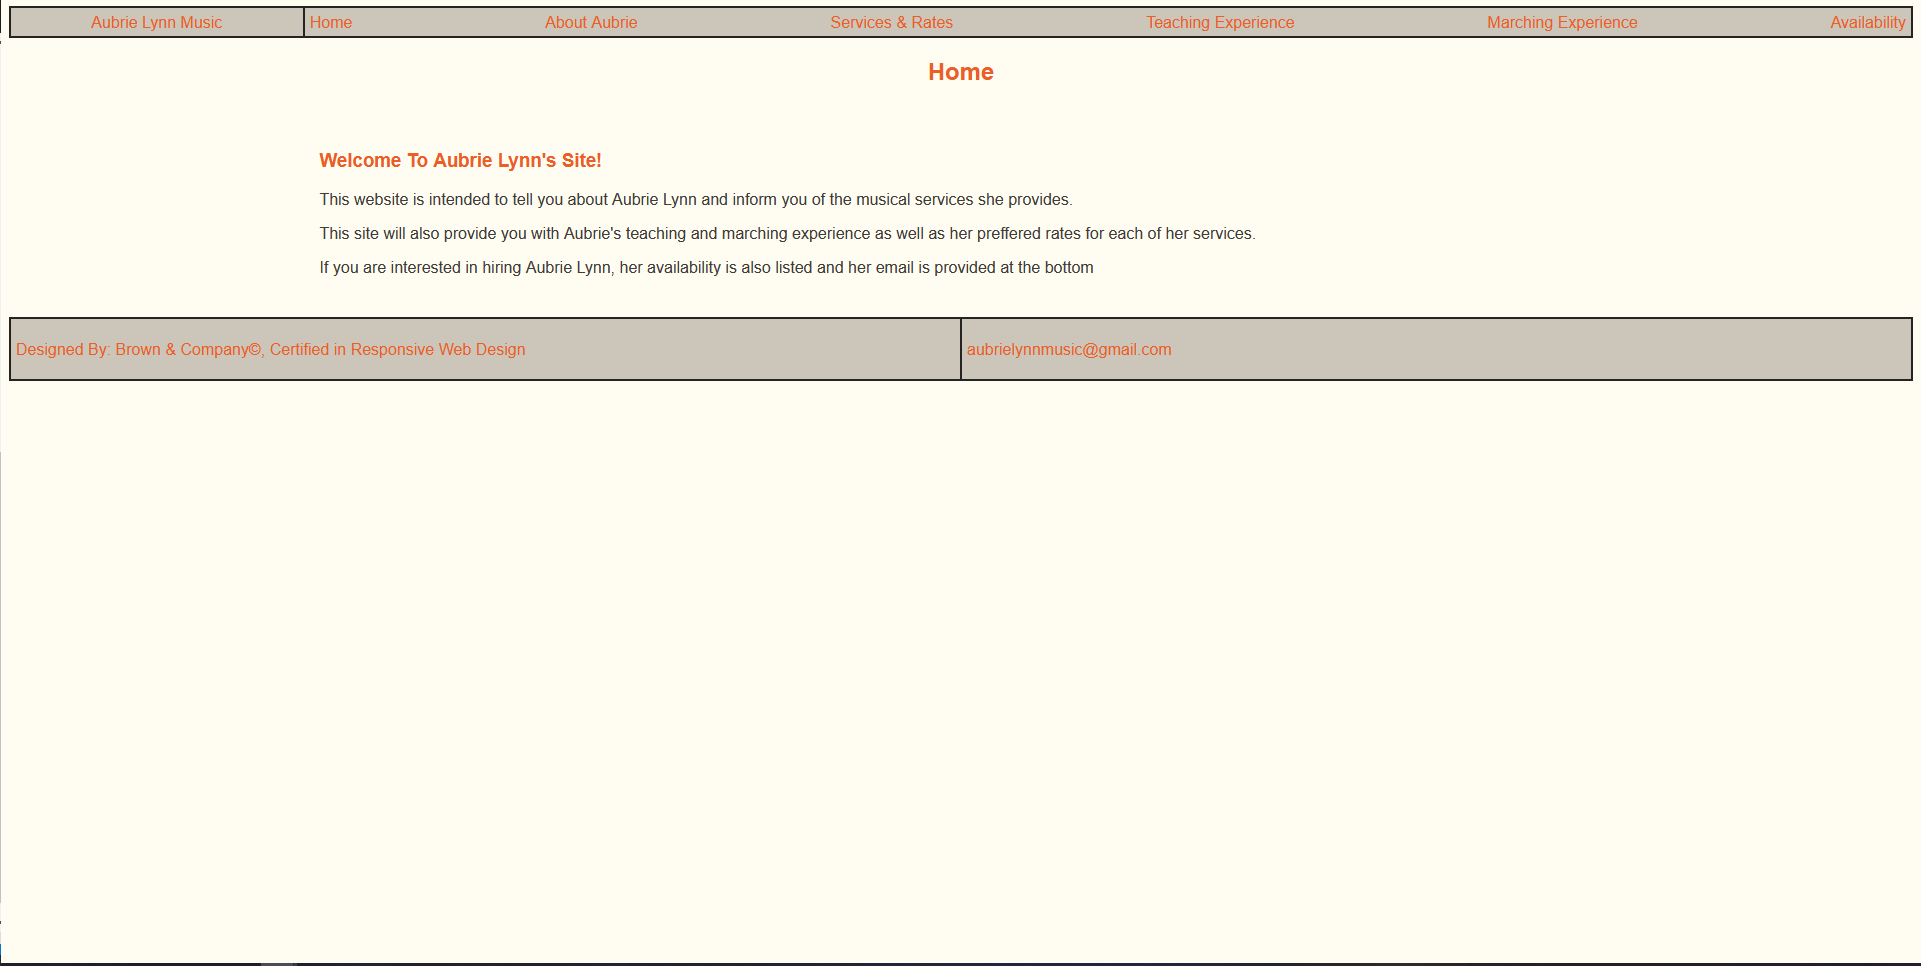 Aubrie Lynn Music Home About Aubrie Services & Rates Teaching Experience Marching Experience Availability
Home
Welcome To Aubrie Lynn's Site!
This website is intended to tell you about Aubrie Lynn and inform you of the musical services she provides.
This site will also provide you with Aubrie's teaching and marching experience as well as her preffered rates for each of her services.
If you are interested in hiring Aubrie Lynn, her availability is also listed and her email is provided at the bottom
Designed By: Brown & Company©, Certified in Responsive Web Design aubrielynnmusic@gmail.com